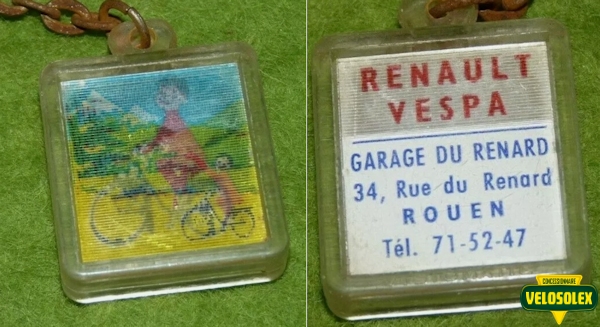 RENAULT
VESPA
GARAGE DU RENARD
34, Rue du Renard
ROUEN
Tél. 71-52-47
CONCESSIONNAIRE
VELOSOLEX